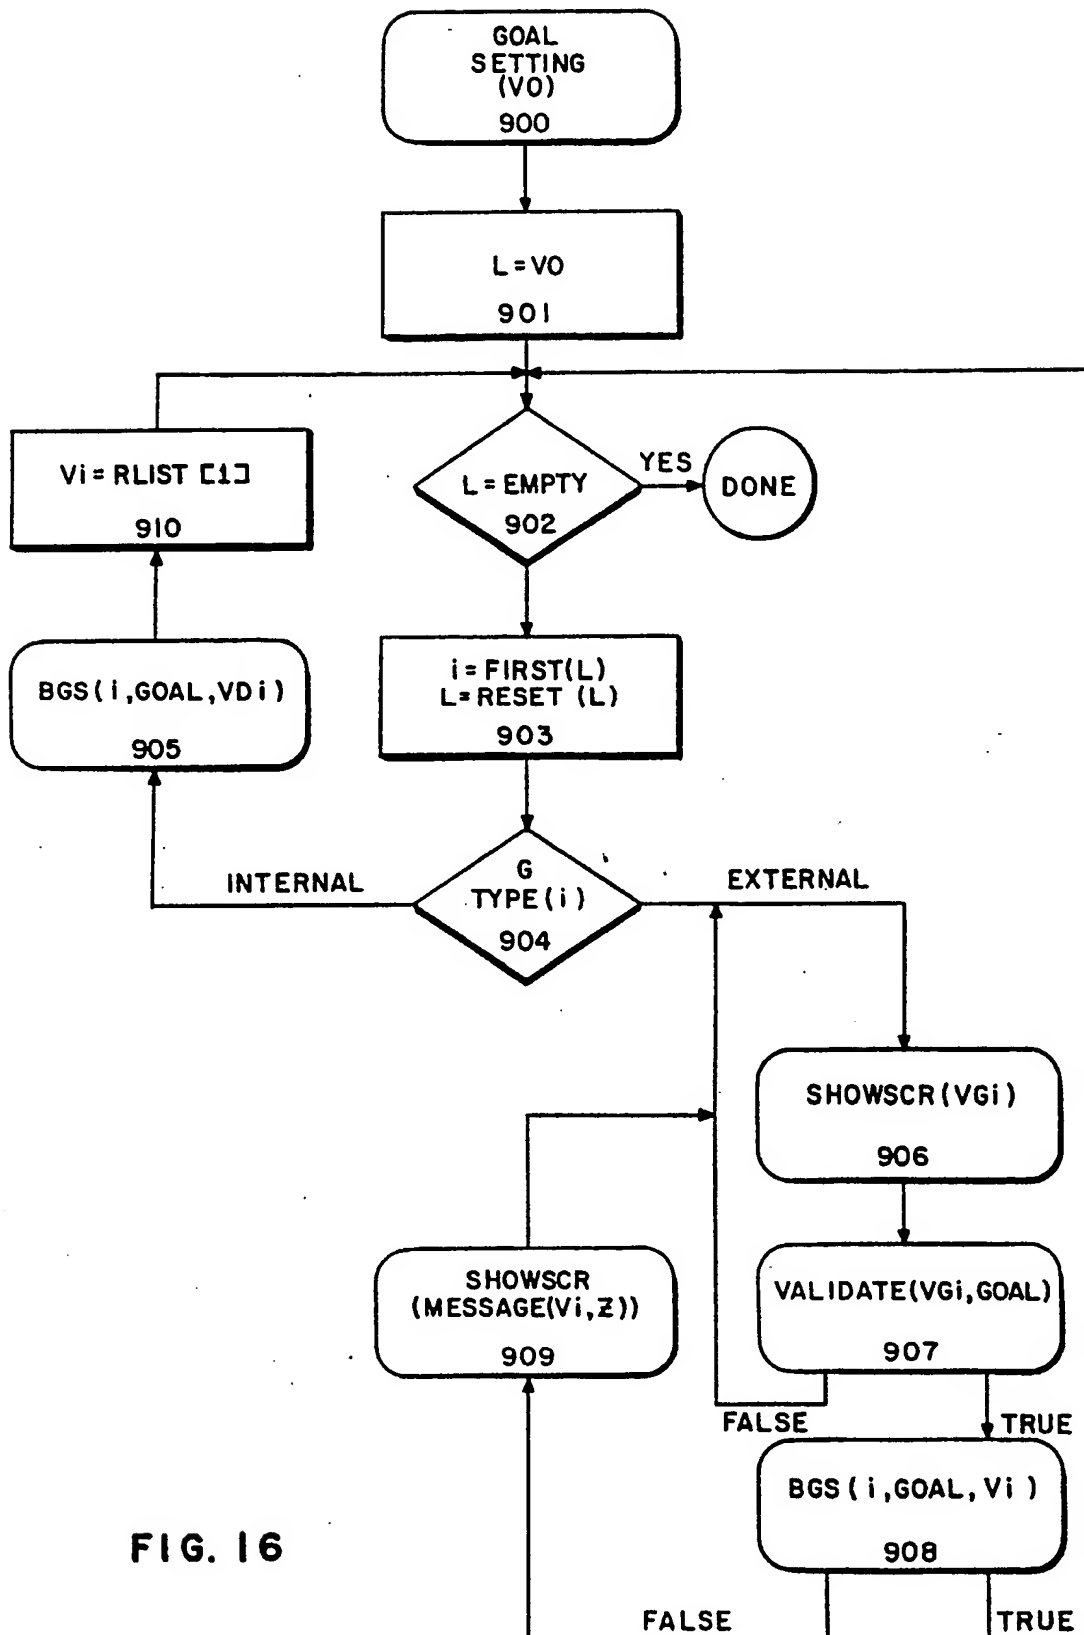 GOAL
SETTING
(VO)
900
L=VO
901
Vi=RLIST [1]
910
L=EMPTY
902
YES
DONE
BGS(i,GOAL,VDi)
905
i=FIRST(L)
L=RESET (L)
903
INTERNAL
G
TYPE(i)
904
EXTERNAL
SHOWSCR(VGi)
906
SHOWSCR
(MESSAGE(Vi,Z))
909
VALIDATE(VGi,GOAL)
907
FALSE
TRUE
BGS(i,GOAL,Vi)
908
FIG. 16
FALSE
TRUE